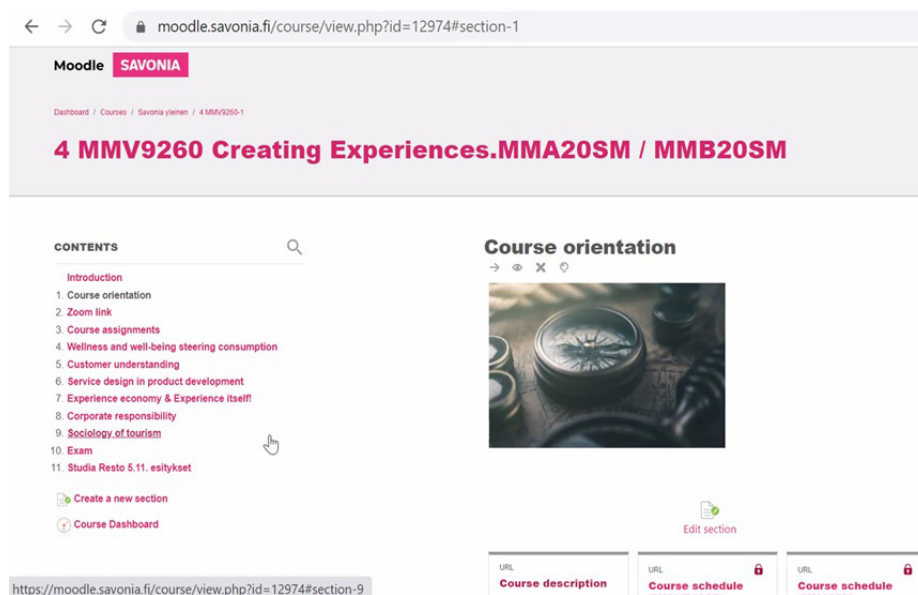 moodle.savonia.fi/course/view.php?id=12974#section-1
Moodle SAVONIA
Dashboard / Courses / Savonia yleinen / 4 MMV9260-1
4 MMV9260 Creating Experiences.MMA20SM / MMB20SM
CONTENTS
Introduction
1. Course orientation
2. Zoom link
3. Course assignments
4. Wellness and well-being steering consumption
5. Customer understanding
6. Service design in product development
7. Experience economy & Experience itself!
8. Corporate responsibility
9. Sociology of tourism
10. Exam
11. Studia Resto 5.11. esitykset
Create a new section
Course Dashboard
https://moodle.savonia.fi/course/view.php?id=12974#section-9
Course orientation
Edit section
URL
Course description
URL
Course schedule
URL
Course schedule